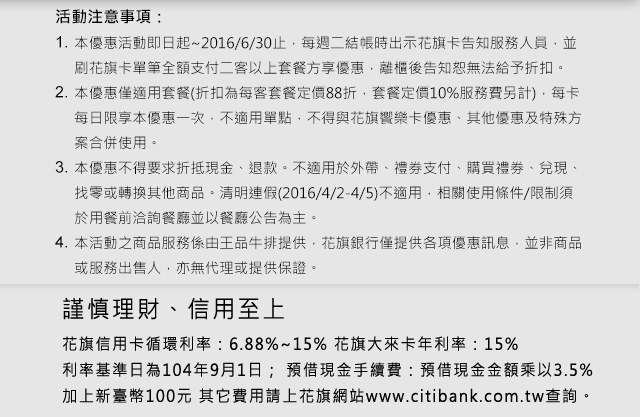 活動注意事項：
1. 本優惠活動即日起~2016/6/30止，每週二結帳時出示花旗卡告知服務人員，並
刷花旗卡單筆全額支付二客以上套餐方享優惠，離櫃後告知恕無法給予折扣。
2. 本優惠僅適用套餐(折扣為每客套餐定價88折，套餐定價10%服務費另計)，每卡
每日限享本優惠一次，不適用單點，不得與花旗饗樂卡優惠、其他優惠及特殊方
案合併使用。
3. 本優惠不得要求折抵現金、退款。不適用於外帶、禮券支付、購買禮券、兌現、
找零或轉換其他商品。清明連假(2016/4/2-4/5)不適用，相關使用條件/限制須
於用餐前洽詢餐廳並以餐廳公告為主。
4. 本活動之商品服務係由王品牛排提供，花旗銀行僅提供各項優惠訊息，並非商品
或服務出售人，亦無代理或提供保證。
謹慎理財、信用至上
花旗信用卡循環利率：6.88%~15% 花旗大來卡年利率：15%
利率基準日為104年9月1日； 預借現金手續費：預借現金金額乘以3.5%
加上新臺幣100元 其它費用請上花旗網站www.citibank.com.tw查詢。